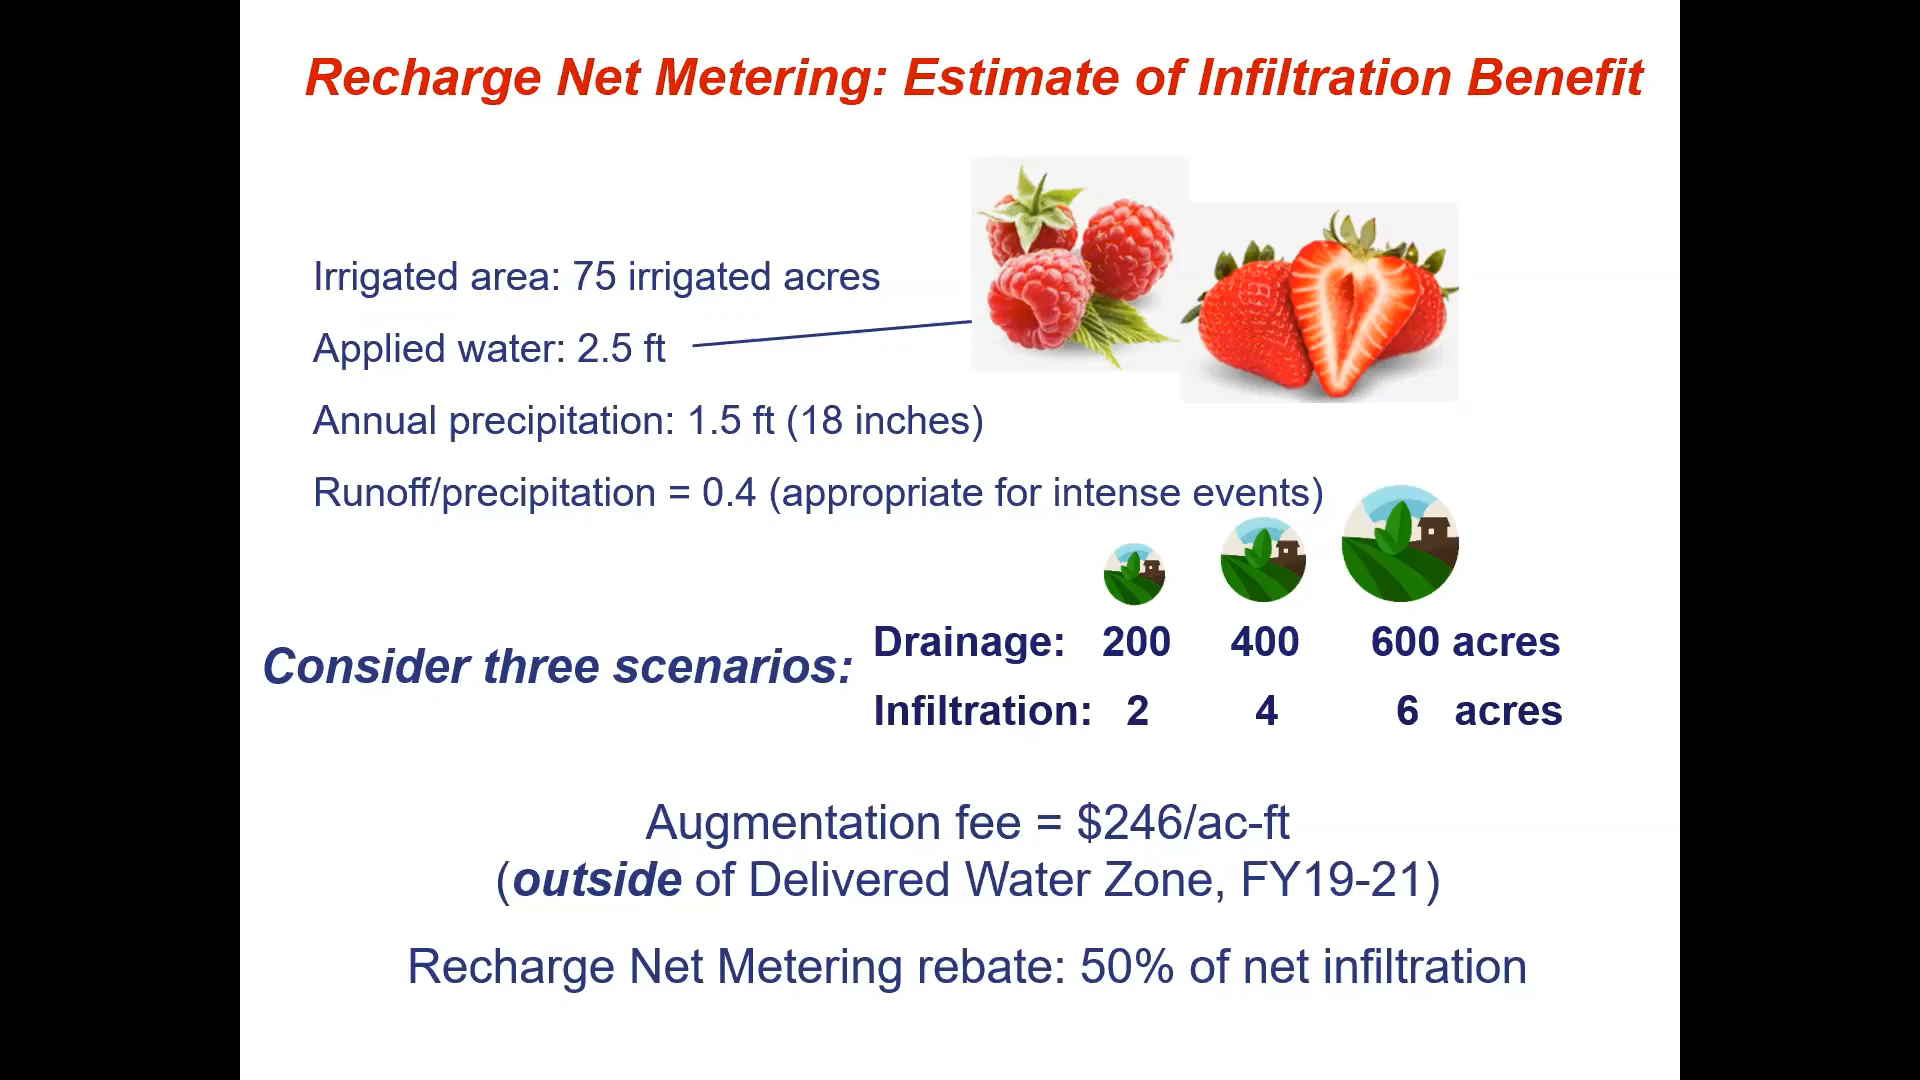 Recharge Net Metering: Estimate of Infiltration Benefit
Irrigated area: 75 irrigated acres
Applied water: 2.5 ft
Annual precipitation: 1.5 ft (18 inches)
Runoff/precipitation = 0.4 (appropriate for intense events)
Consider three scenarios:
Drainage: 200 400 600 acres
Infiltration: 2 4 6 acres
Augmentation fee = $246/ac-ft
(outside of Delivered Water Zone, FY19-21)
Recharge Net Metering rebate: 50% of net infiltration